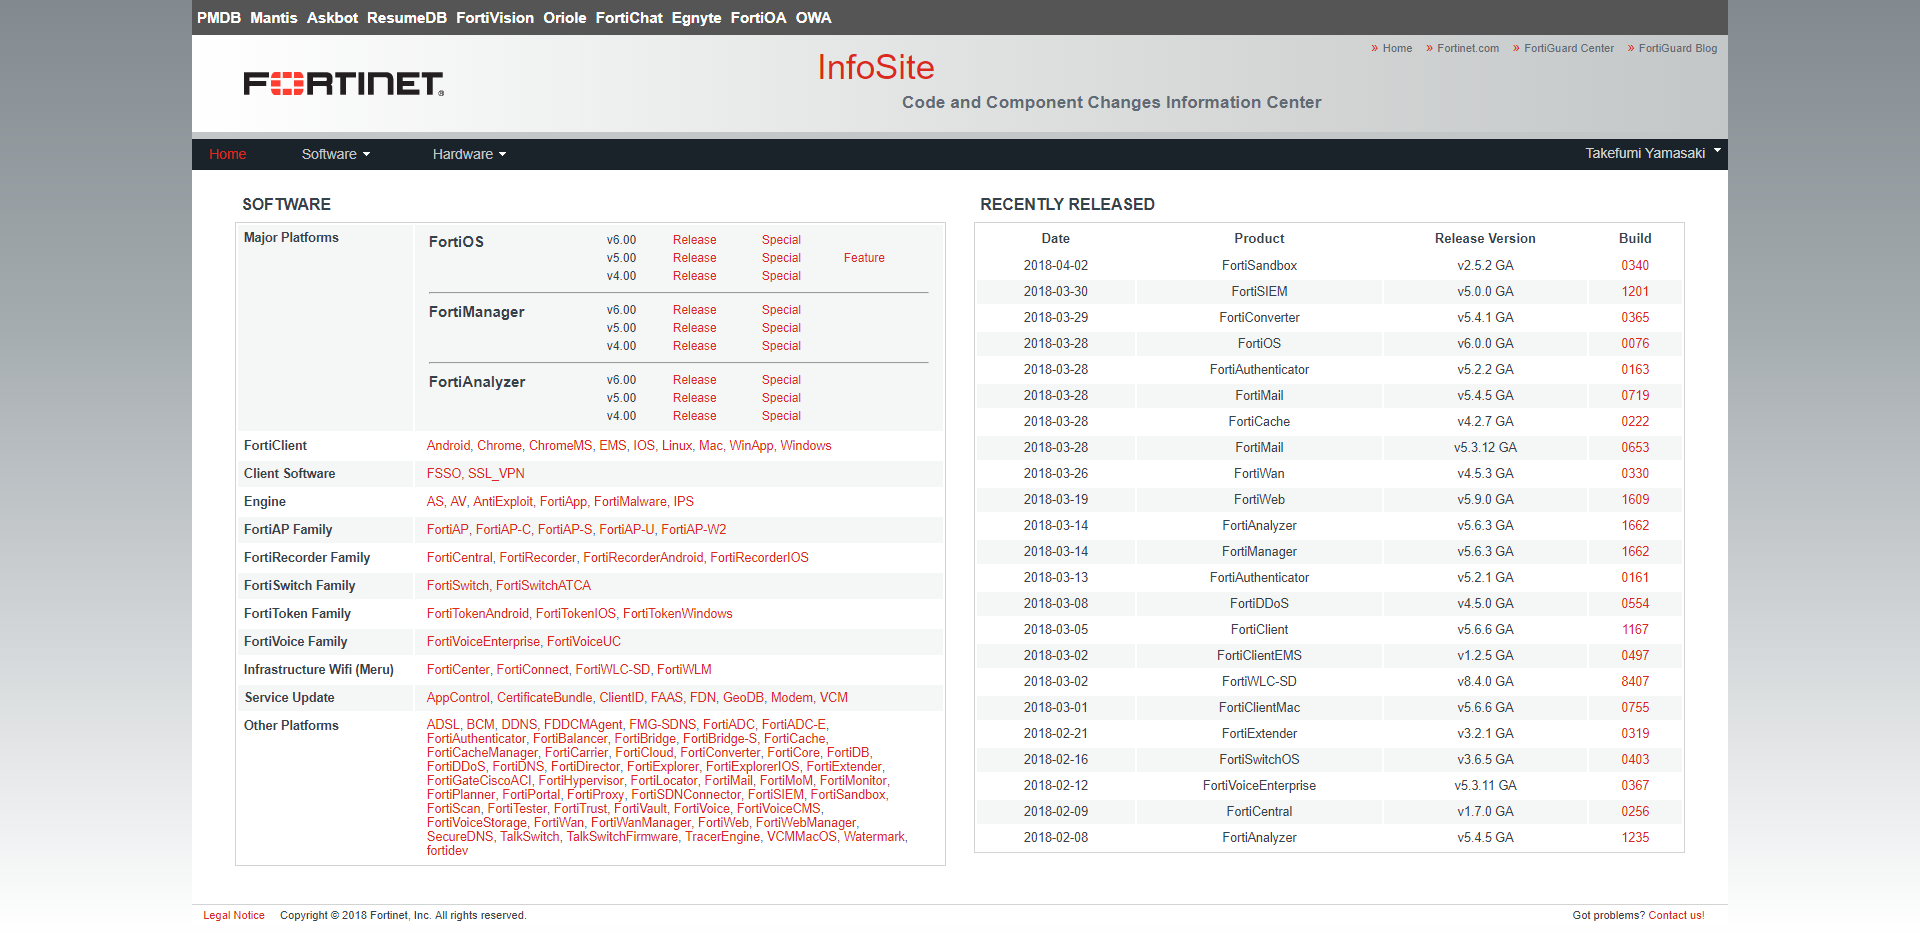 PMDB Mantis Askbot ResumeDB FortiVision Oriole FortiChat Egnyte FortiOA OWA
» Home » Fortinet.com » FortiGuard Center » FortiGuard Blog
FORTINET®
InfoSite
Code and Component Changes Information Center
Home Software Hardware Takefumi Yamasaki
SOFTWARE
Major Platforms
FortiOS
v6.00 Release Special
v5.00 Release Special Feature
v4.00 Release Special
FortiManager
v6.00 Release Special
v5.00 Release Special
v4.00 Release Special
FortiAnalyzer
v6.00 Release Special
v5.00 Release Special
v4.00 Release Special
FortiClient Android, Chrome, ChromeMS, EMS, IOS, Linux, Mac, WinApp, Windows
Client Software FSSO, SSL_VPN
Engine AS, AV, AntiExploit, FortiApp, FortiMalware, IPS
FortiAP Family FortiAP, FortiAP-C, FortiAP-S, FortiAP-U, FortiAP-W2
FortiRecorder Family FortiCentral, FortiRecorder, FortiRecorderAndroid, FortiRecorderIOS
FortiSwitch Family FortiSwitch, FortiSwitchATCA
FortiToken Family FortiTokenAndroid, FortiTokenIOS, FortiTokenWindows
FortiVoice Family FortiVoiceEnterprise, FortiVoiceUC
Infrastructure Wifi (Meru) FortiCenter, FortiConnect, FortiWLC-SD, FortiWLM
Service Update AppControl, CertificateBundle, ClientID, FAAS, FDN, GeoDB, Modem, VCM
Other Platforms ADSL, BCM, DDNS, FDDCMAgent, FMG-SDNS, FortiADC, FortiADC-E,
FortiAuthenticator, FortiBalancer, FortiBridge, FortiBridge-S, FortiCache,
FortiCacheManager, FortiCarrier, FortiCloud, FortiConverter, FortiCore, FortiDB,
FortiDDoS, FortiDNS, FortiDirector, FortiExplorer, FortiExplorerIOS, FortiExtender,
FortiGateCiscoACI, FortiHypervisor, FortiLocator, FortiMail, FortiMoM, FortiMonitor,
FortiPlanner, FortiPortal, FortiProxy, FortiSDNConnector, FortiSIEM, FortiSandbox,
FortiScan, FortiTester, FortiTrust, FortiVault, FortiVoice, FortiVoiceCMS,
FortiVoiceStorage, FortiWan, FortiWanManager, FortiWeb, FortiWebManager,
SecureDNS, TalkSwitch, TalkSwitchFirmware, TracerEngine, VCMMacOS, Watermark,
fortidev
RECENTLY RELEASED
Date Product Release Version Build
2018-04-02 FortiSandbox v2.5.2 GA 0340
2018-03-30 FortiSIEM v5.0.0 GA 1201
2018-03-29 FortiConverter v5.4.1 GA 0365
2018-03-28 FortiOS v6.0.0 GA 0076
2018-03-28 FortiAuthenticator v5.2.2 GA 0163
2018-03-28 FortiMail v5.4.5 GA 0719
2018-03-28 FortiCache v4.2.7 GA 0222
2018-03-28 FortiMail v5.3.12 GA 0653
2018-03-26 FortiWan v4.5.3 GA 0330
2018-03-19 FortiWeb v5.9.0 GA 1609
2018-03-14 FortiAnalyzer v5.6.3 GA 1662
2018-03-14 FortiManager v5.6.3 GA 1662
2018-03-13 FortiAuthenticator v5.2.1 GA 0161
2018-03-08 FortiDDoS v4.5.0 GA 0554
2018-03-05 FortiClient v5.6.6 GA 1167
2018-03-02 FortiClientEMS v1.2.5 GA 0497
2018-03-02 FortiWLC-SD v8.4.0 GA 8407
2018-03-01 FortiClientMac v5.6.6 GA 0755
2018-02-21 FortiExtender v3.2.1 GA 0319
2018-02-16 FortiSwitchOS v3.6.5 GA 0403
2018-02-12 FortiVoiceEnterprise v5.3.11 GA 0367
2018-02-09 FortiCentral v1.7.0 GA 0256
2018-02-08 FortiAnalyzer v5.4.5 GA 1235
Legal Notice Copyright © 2018 Fortinet, Inc. All rights reserved. Got problems? Contact us!